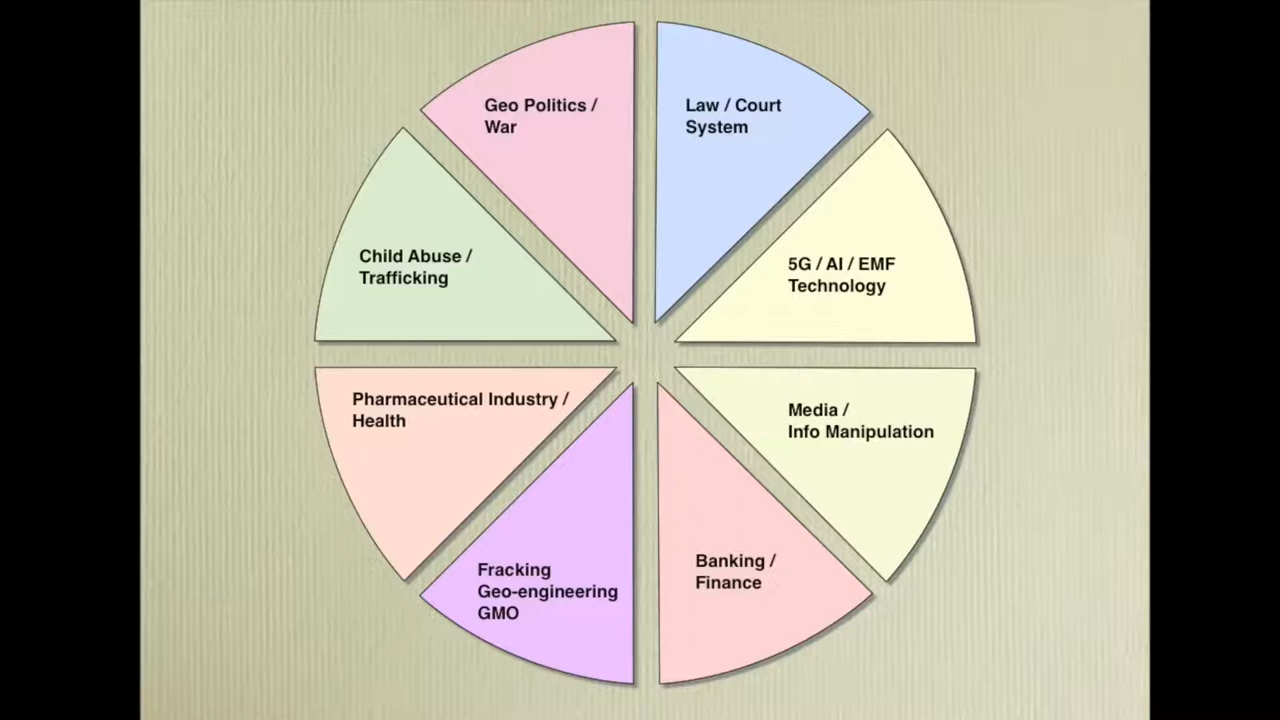 Geo Politics /
War
Law / Court
System
Child Abuse /
Trafficking
5G / AI / EMF
Technology
Pharmaceutical Industry /
Health
Media /
Info Manipulation
Fracking
Geo-engineering
GMO
Banking /
Finance